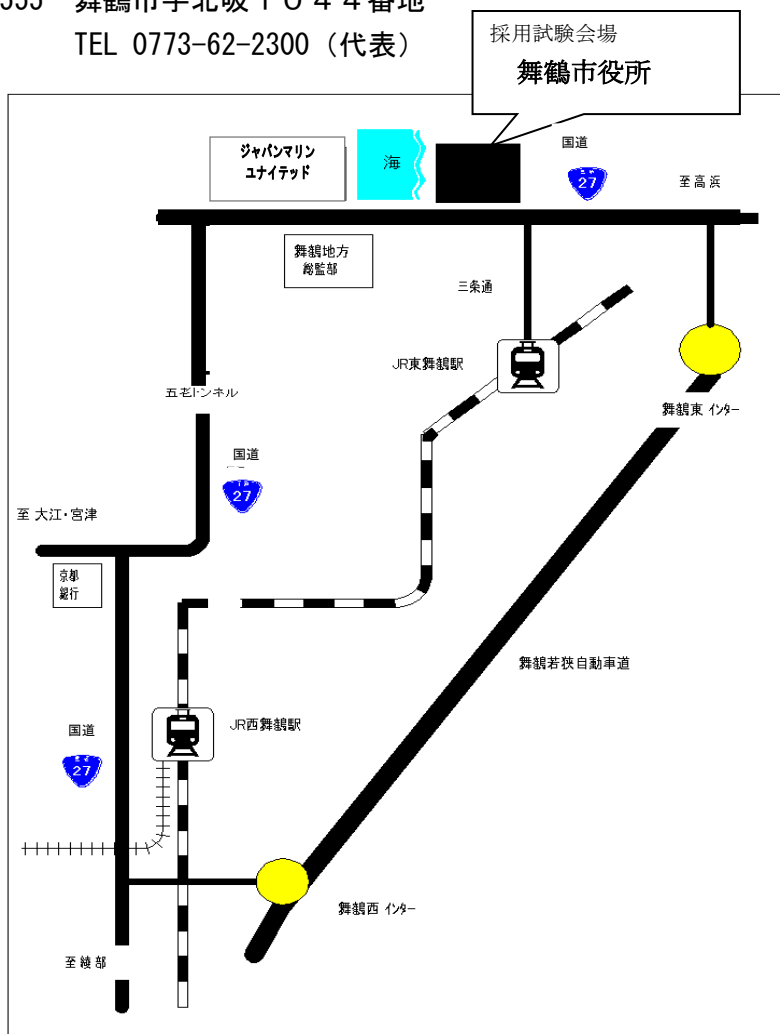 舞鶴市字北吸１０４４番地
TEL 0773-62-2300（代表）
採用試験会場
舞鶴市役所
ジャパンマリン
ユナイテッド
海
国道
27
至高浜
舞鶴地方
総監部
三条通
JR東舞鶴駅
五老トンネル
舞鶴東 インター
国道
27
至 大江・宮津
京都
銀行
舞鶴若狭自動車道
JR西舞鶴駅
国道
27
舞鶴西 インター
至綾部